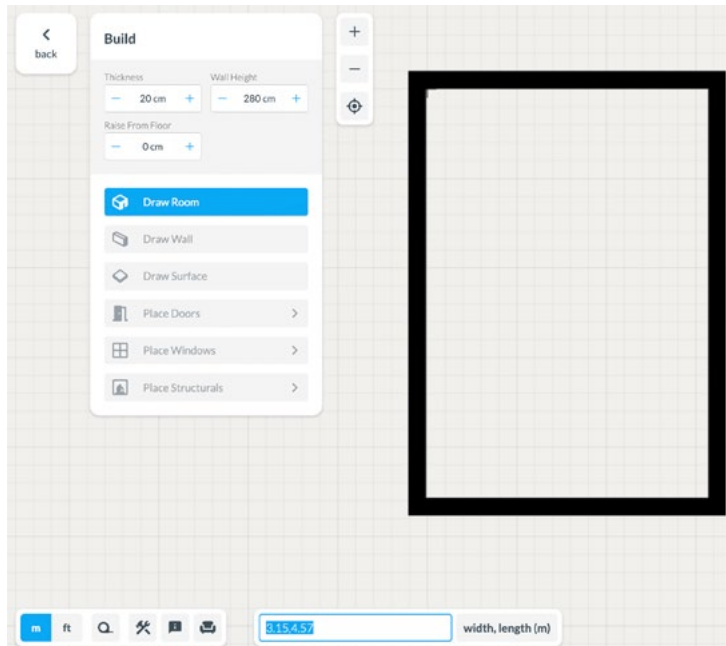 back
Build
Thickness
Wall Height
− 20 cm +
− 280 cm +
Raise From Floor
− 0 cm +
Draw Room
Draw Wall
Draw Surface
Place Doors
Place Windows
Place Structurals
m ft
3.15,4.57
width, length (m)